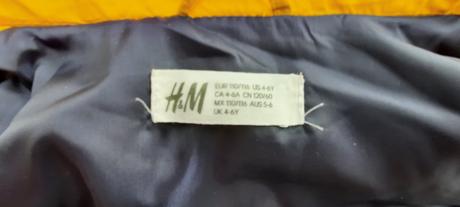 H&M
EUR 110/116 US 4-6Y
CA 4-6A CN 120/60
MX 110/116 AUS 5-6
UK 4-6Y